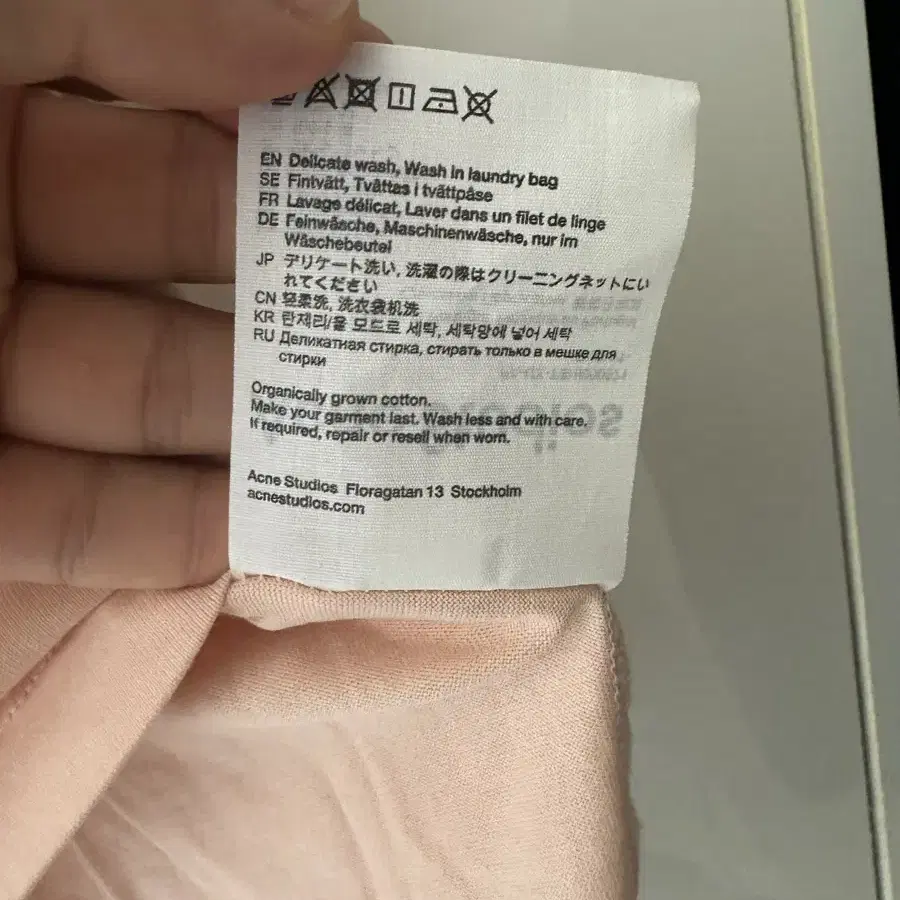 EN Delicate wash, Wash in laundry bag
SE Fintvätt, Tvättas i tvättpåse
FR Lavage délicat, Laver dans un filet de linge
DE Feinwäsche, Maschinenwäsche, nur im
Wäschebeutel
JP デリケート洗い, 洗濯の際はクリーニングネットにい
れてください
CN 轻柔洗, 洗衣袋机洗
KR 란제리/울 모드로 세탁, 세탁망에 넣어 세탁
RU Деликатная стирка, стирать только в мешке для
стирки
Organically grown cotton.
Make your garment last. Wash less and with care.
If required, repair or resell when worn.
Acne Studios Floragatan 13 Stockholm
acnestudios.com